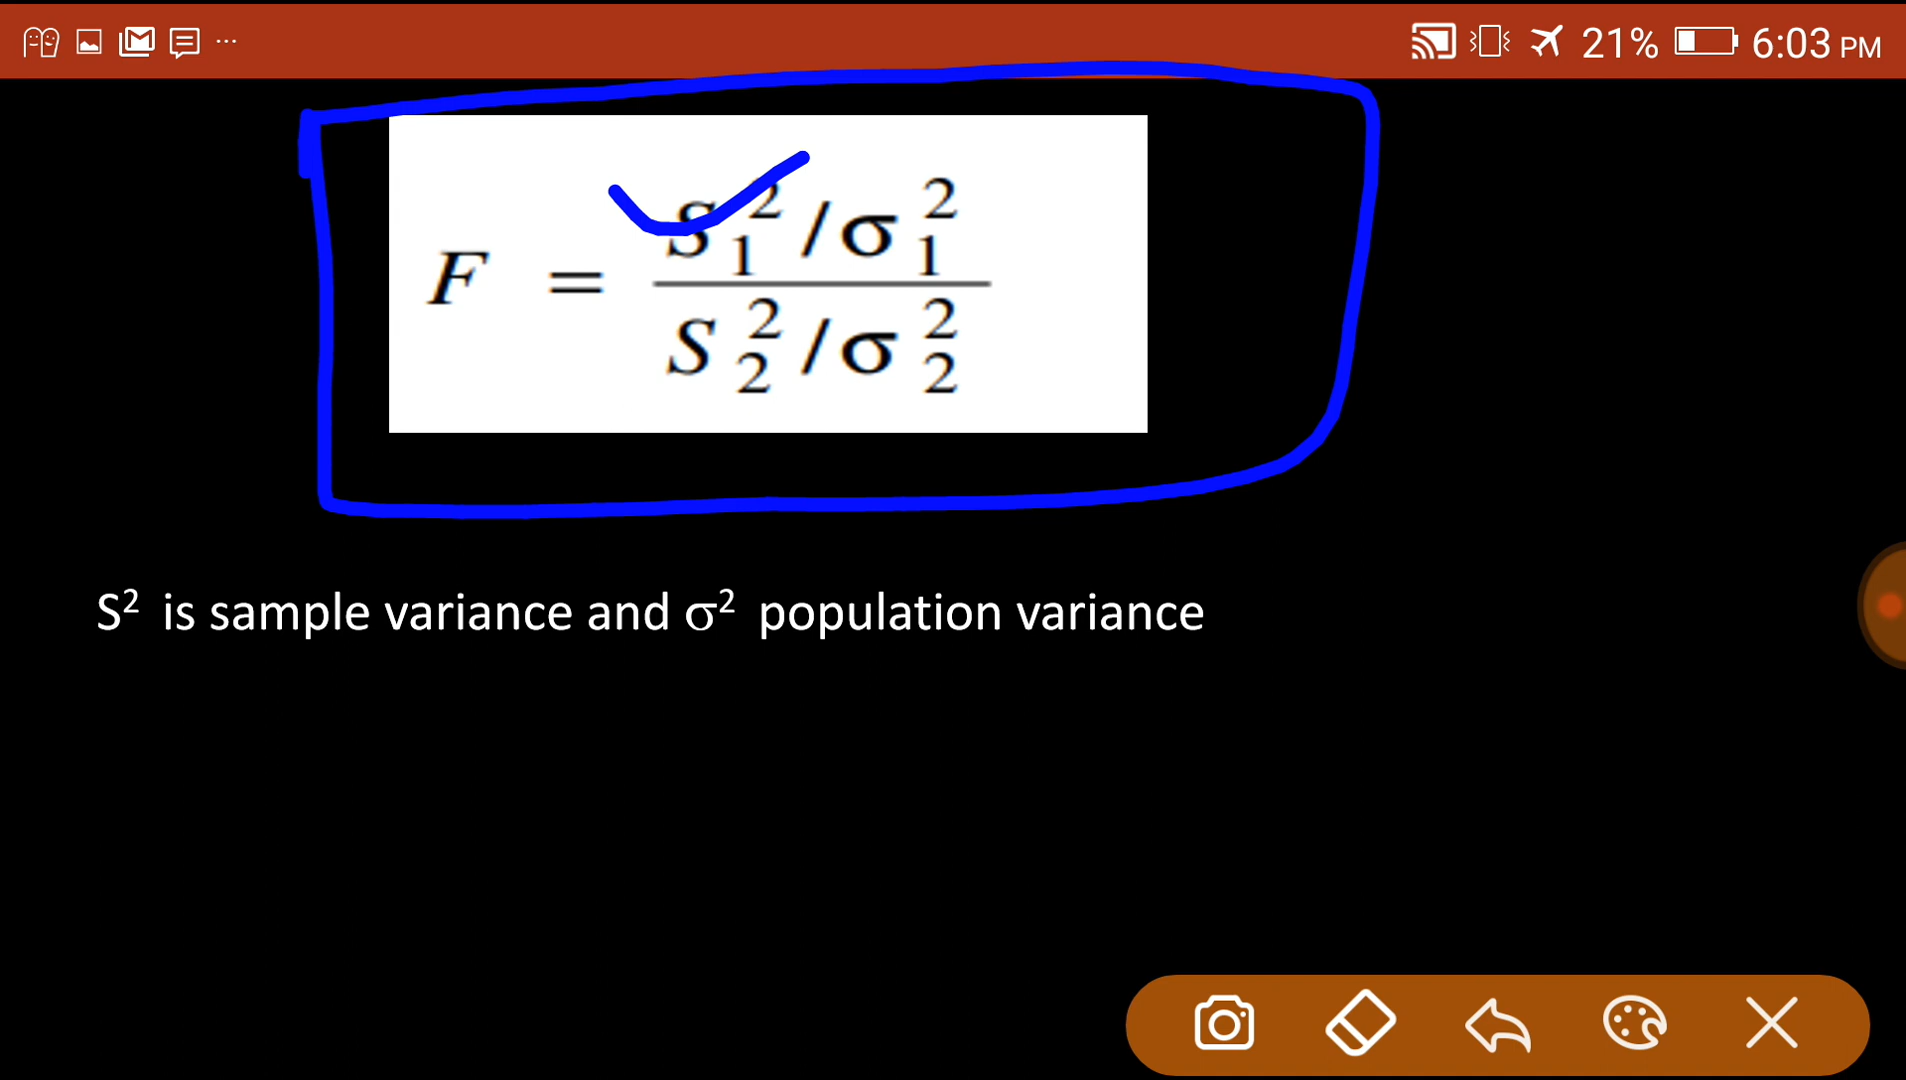 21% 6:03 PM
F = S₁²/σ₁² / S₂²/σ₂²
S² is sample variance and σ² population variance